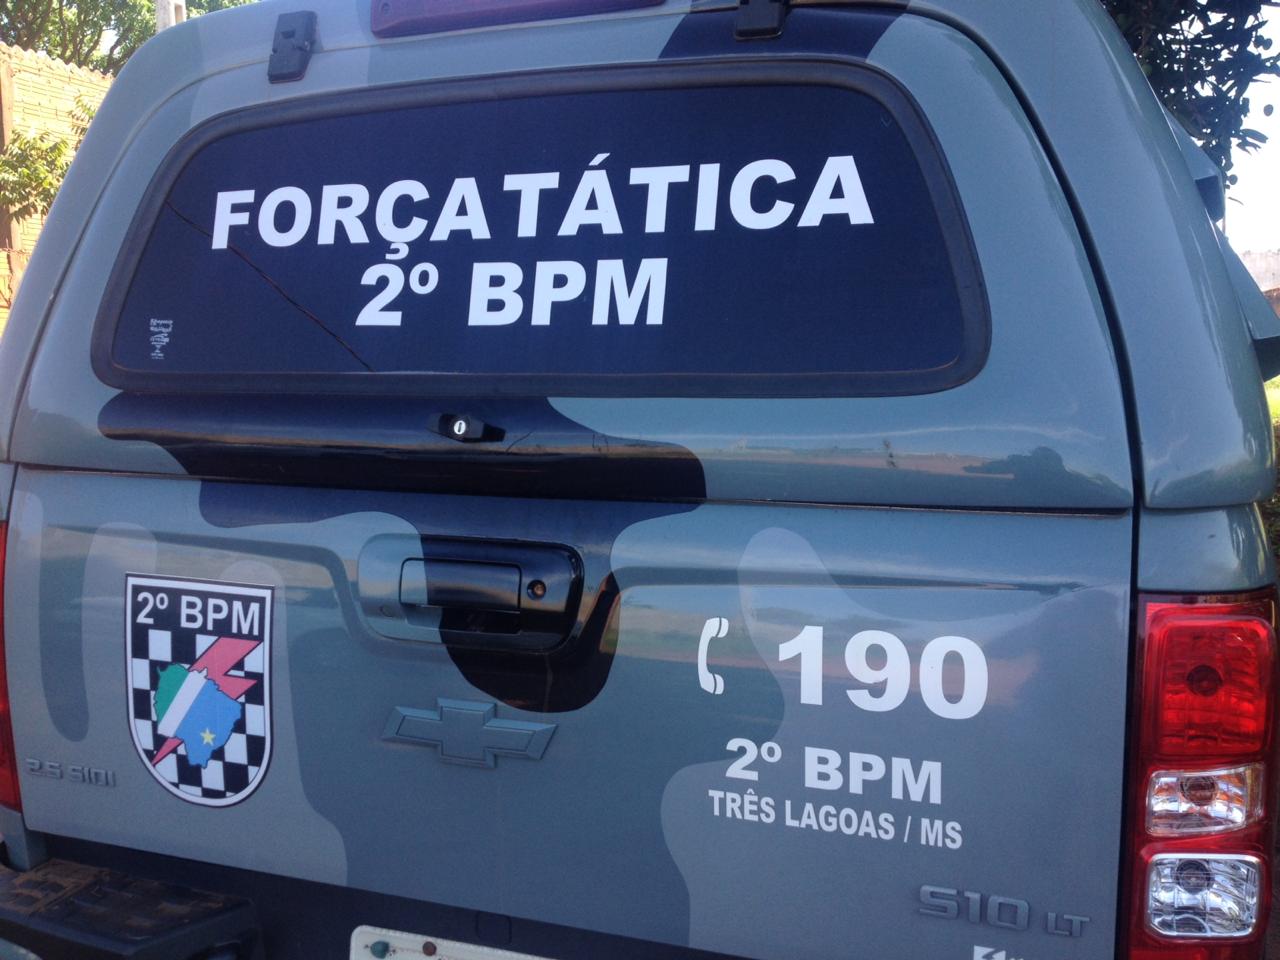 FORÇA TÁTICA
2º BPM
2º BPM
190
2º BPM
TRÊS LAGOAS / MS
2.5 SIDI
S10 LT